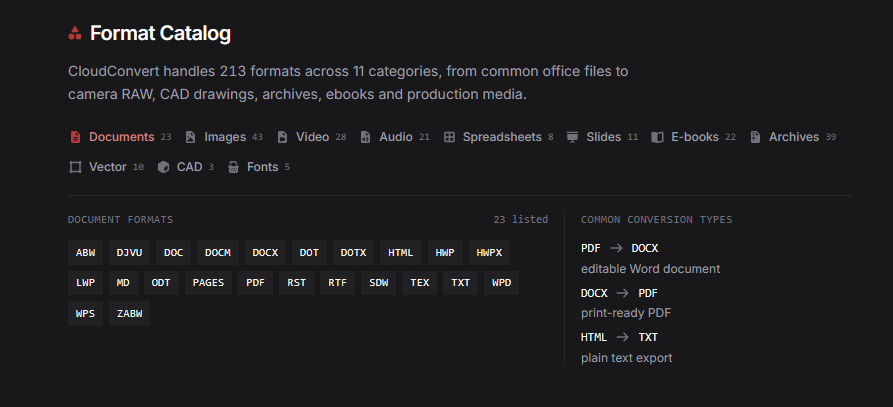 Format Catalog
CloudConvert handles 213 formats across 11 categories, from common office files to
camera RAW, CAD drawings, archives, ebooks and production media.
Documents 23 Images 43 Video 28 Audio 21 Spreadsheets 8 Slides 11 E-books 22 Archives 39
Vector 10 CAD 3 Fonts 5
DOCUMENT FORMATS 23 listed
ABW DJVU DOC DOCM DOCX DOT DOTX HTML HWP HWPX
LWP MD ODT PAGES PDF RST RTF SDW TEX TXT WPD
WPS ZABW
COMMON CONVERSION TYPES
PDF → DOCX
editable Word document
DOCX → PDF
print-ready PDF
HTML → TXT
plain text export